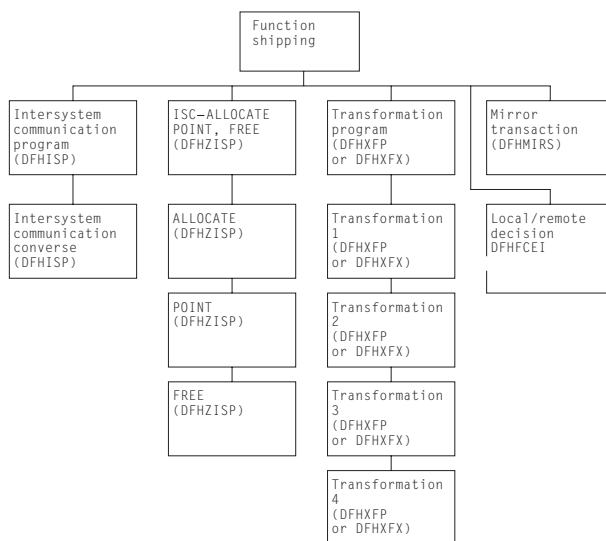 Function
shipping
Intersystem
communication
program
(DFHISP)
ISC–ALLOCATE
POINT, FREE
(DFHZISP)
Transformation
program
(DFHXFP
or DFHXFX)
Mirror
transaction
(DFHMIRS)
Intersystem
communication
converse
(DFHISP)
ALLOCATE
(DFHZISP)
Transformation
1
(DFHXFP
or DFHXFX)
Local/remote
decision
DFHFCEI
POINT
(DFHZISP)
Transformation
2
(DFHXFP
or DFHXFX)
FREE
(DFHZISP)
Transformation
3
(DFHXFP
or DFHXFX)
Transformation
4
(DFHXFP
or DFHXFX)